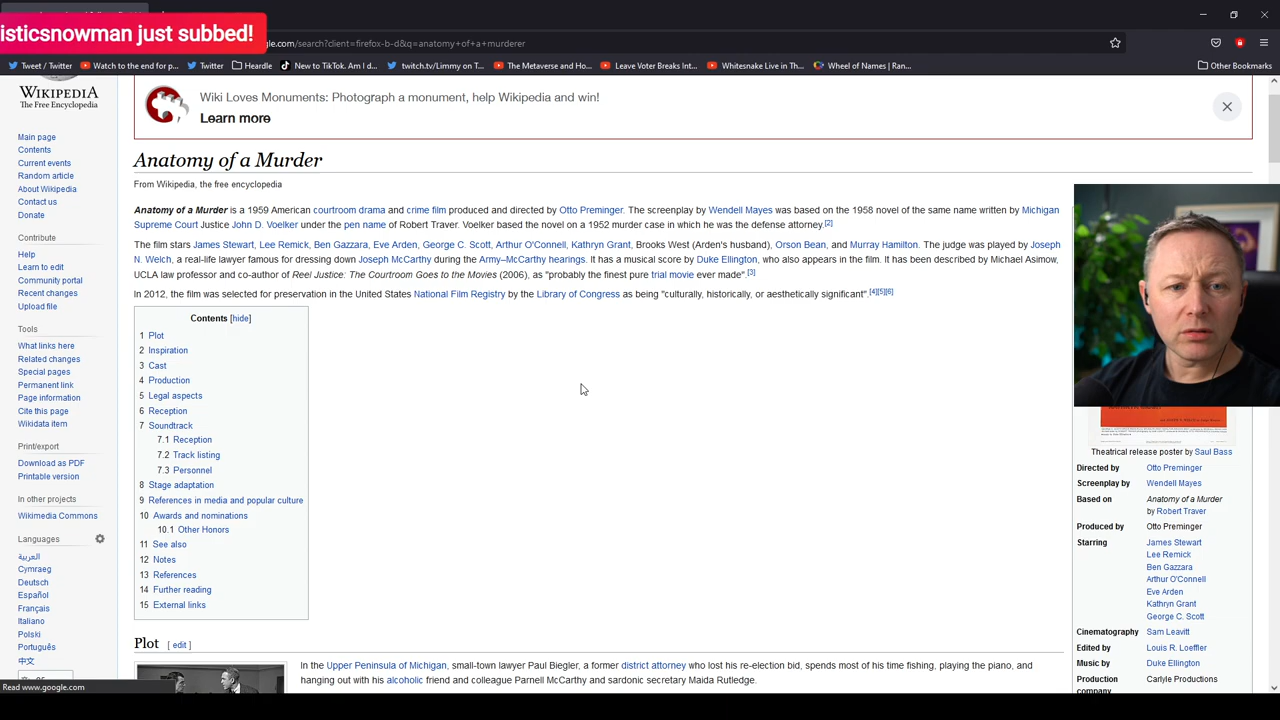 isticsnowman just subbed!
gle.com/search?client=firefox-b-d&q=anatomy+of+a+murderer
Tweet / Twitter
Watch to the end for p...
Twitter
Heardle
New to TikTok. Am I d...
twitch.tv/Limmy on T...
The Metaverse and Ho...
Leave Voter Breaks Int...
Whitesnake Live in Th...
Wheel of Names | Ran...
Other Bookmarks
WIKIPEDIA
The Free Encyclopedia
Main page
Contents
Current events
Random article
About Wikipedia
Contact us
Donate
Contribute
Help
Learn to edit
Community portal
Recent changes
Upload file
Tools
What links here
Related changes
Special pages
Permanent link
Page information
Cite this page
Wikidata item
Print/export
Download as PDF
Printable version
In other projects
Wikimedia Commons
Languages
العربية
Cymraeg
Deutsch
Español
Français
Italiano
Polski
Português
中文
Read www.google.com
Wiki Loves Monuments: Photograph a monument, help Wikipedia and win!
Learn more
Anatomy of a Murder
From Wikipedia, the free encyclopedia
Anatomy of a Murder is a 1959 American courtroom drama and crime film produced and directed by Otto Preminger. The screenplay by Wendell Mayes was based on the 1958 novel of the same name written by Michigan
Supreme Court Justice John D. Voelker under the pen name of Robert Traver. Voelker based the novel on a 1952 murder case in which he was the defense attorney.[2]
The film stars James Stewart, Lee Remick, Ben Gazzara, Eve Arden, George C. Scott, Arthur O'Connell, Kathryn Grant, Brooks West (Arden's husband), Orson Bean, and Murray Hamilton. The judge was played by Joseph
N. Welch, a real-life lawyer famous for dressing down Joseph McCarthy during the Army–McCarthy hearings. It has a musical score by Duke Ellington, who also appears in the film. It has been described by Michael Asimow,
UCLA law professor and co-author of Reel Justice: The Courtroom Goes to the Movies (2006), as "probably the finest pure trial movie ever made".[3]
In 2012, the film was selected for preservation in the United States National Film Registry by the Library of Congress as being "culturally, historically, or aesthetically significant".[4][5][6]
Contents [hide]
1 Plot
2 Inspiration
3 Cast
4 Production
5 Legal aspects
6 Reception
7 Soundtrack
7.1 Reception
7.2 Track listing
7.3 Personnel
8 Stage adaptation
9 References in media and popular culture
10 Awards and nominations
10.1 Other Honors
11 See also
12 Notes
13 References
14 Further reading
15 External links
Plot [ edit ]
In the Upper Peninsula of Michigan, small-town lawyer Paul Biegler, a former district attorney who lost his re-election bid, spends most of his time fishing, playing the piano, and
hanging out with his alcoholic friend and colleague Parnell McCarthy and sardonic secretary Maida Rutledge.
Theatrical release poster by Saul Bass
Directed by Otto Preminger
Screenplay by Wendell Mayes
Based on Anatomy of a Murder
by Robert Traver
Produced by Otto Preminger
Starring James Stewart
Lee Remick
Ben Gazzara
Arthur O'Connell
Eve Arden
Kathryn Grant
George C. Scott
Cinematography Sam Leavitt
Edited by Louis R. Loeffler
Music by Duke Ellington
Production Carlyle Productions
company